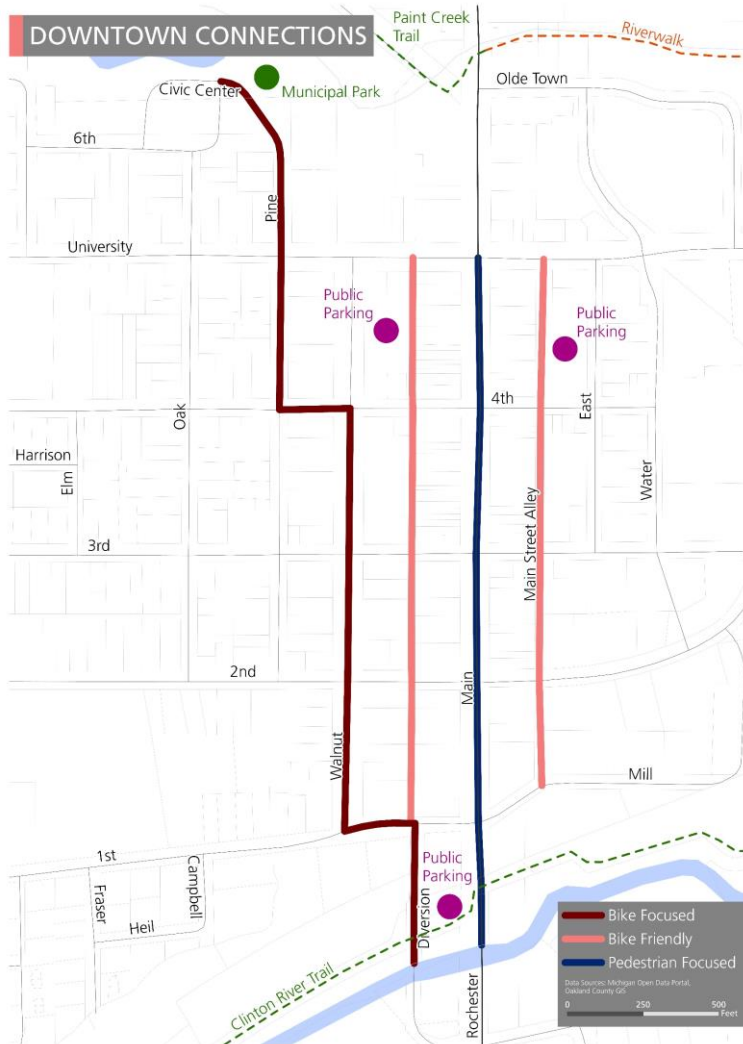 DOWNTOWN CONNECTIONS
Paint Creek
Trail
Riverwalk
Civic Center
Municipal Park
Olde Town
6th
Pine
University
Public
Parking
Public
Parking
4th
Oak
East
Harrison
Elm
Water
3rd
Main Street Alley
2nd
Main
Walnut
Mill
1st
Public
Parking
Campbell
Fraser
Heil
Diversion
Clinton River Trail
Rochester
Bike Focused
Bike Friendly
Pedestrian Focused
Data Sources: Michigan Open Data Portal,
Oakland County GIS
0 250 500
Feet